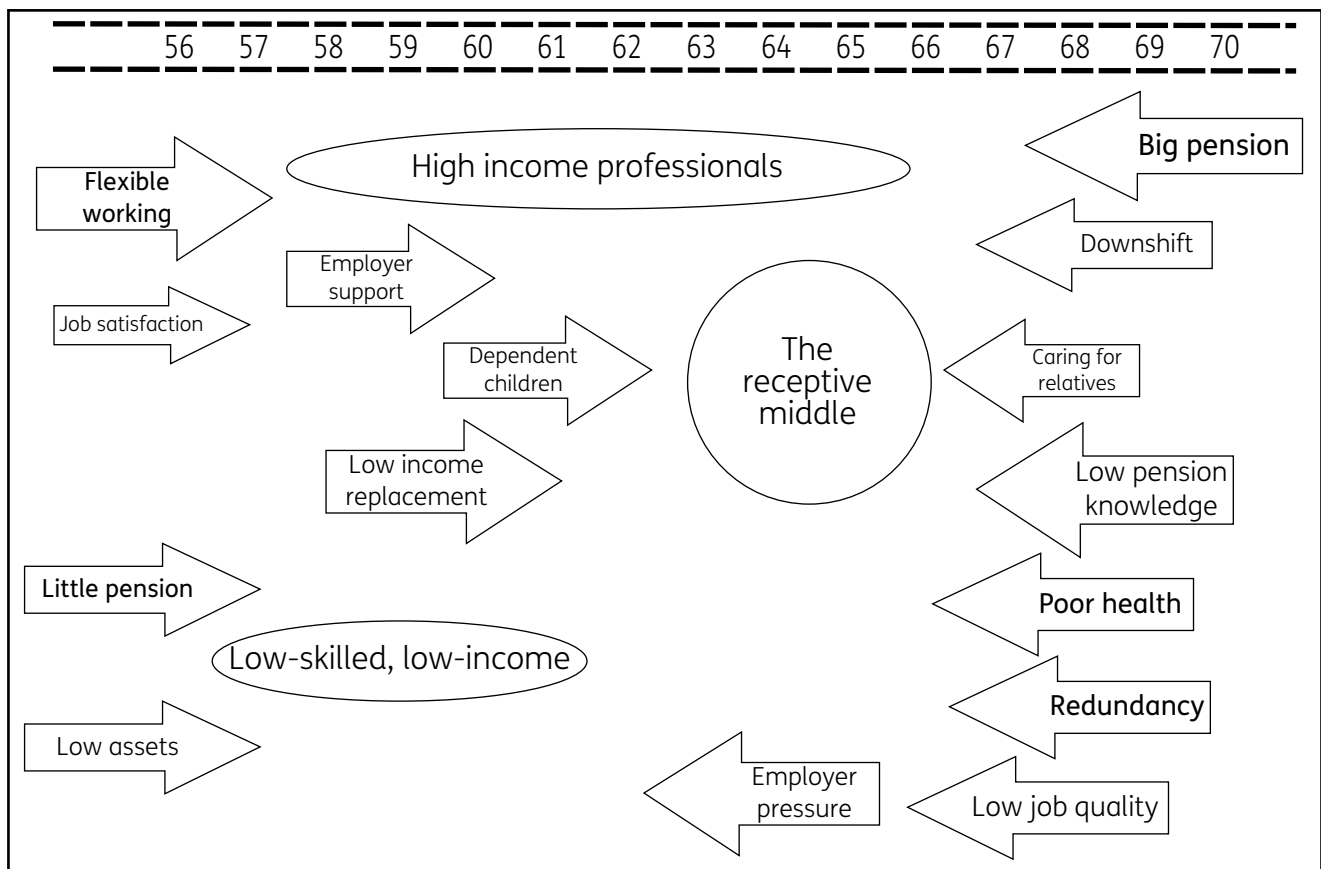 56 57 58 59 60 61 62 63 64 65 66 67 68 69 70
High income professionals
Big pension
Flexible
working
Downshift
Employer
support
Job satisfaction
Dependent
children
The
receptive
middle
Caring for
relatives
Low income
replacement
Low pension
knowledge
Little pension
Poor health
Low-skilled, low-income
Redundancy
Low assets
Employer
pressure
Low job quality